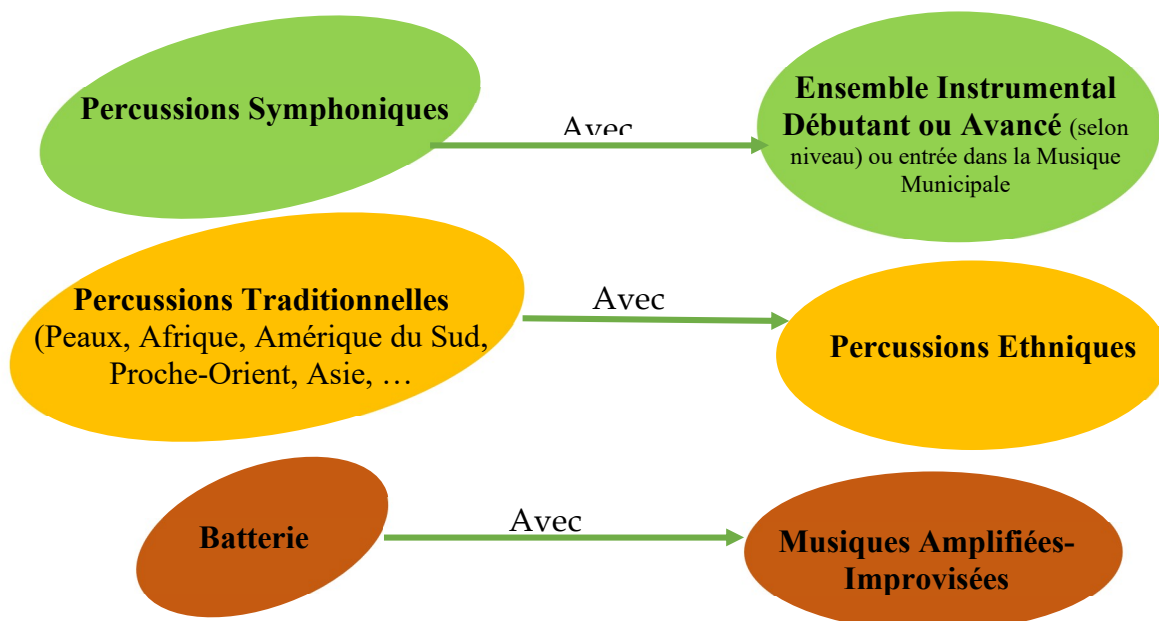 Percussions Symphoniques
Avec
Ensemble Instrumental
Débutant ou Avancé (selon
niveau) ou entrée dans la Musique
Municipale
Percussions Traditionnelles
(Peaux, Afrique, Amérique du Sud,
Proche-Orient, Asie, …
Avec
Percussions Ethniques
Batterie
Avec
Musiques Amplifiées-
Improvisées